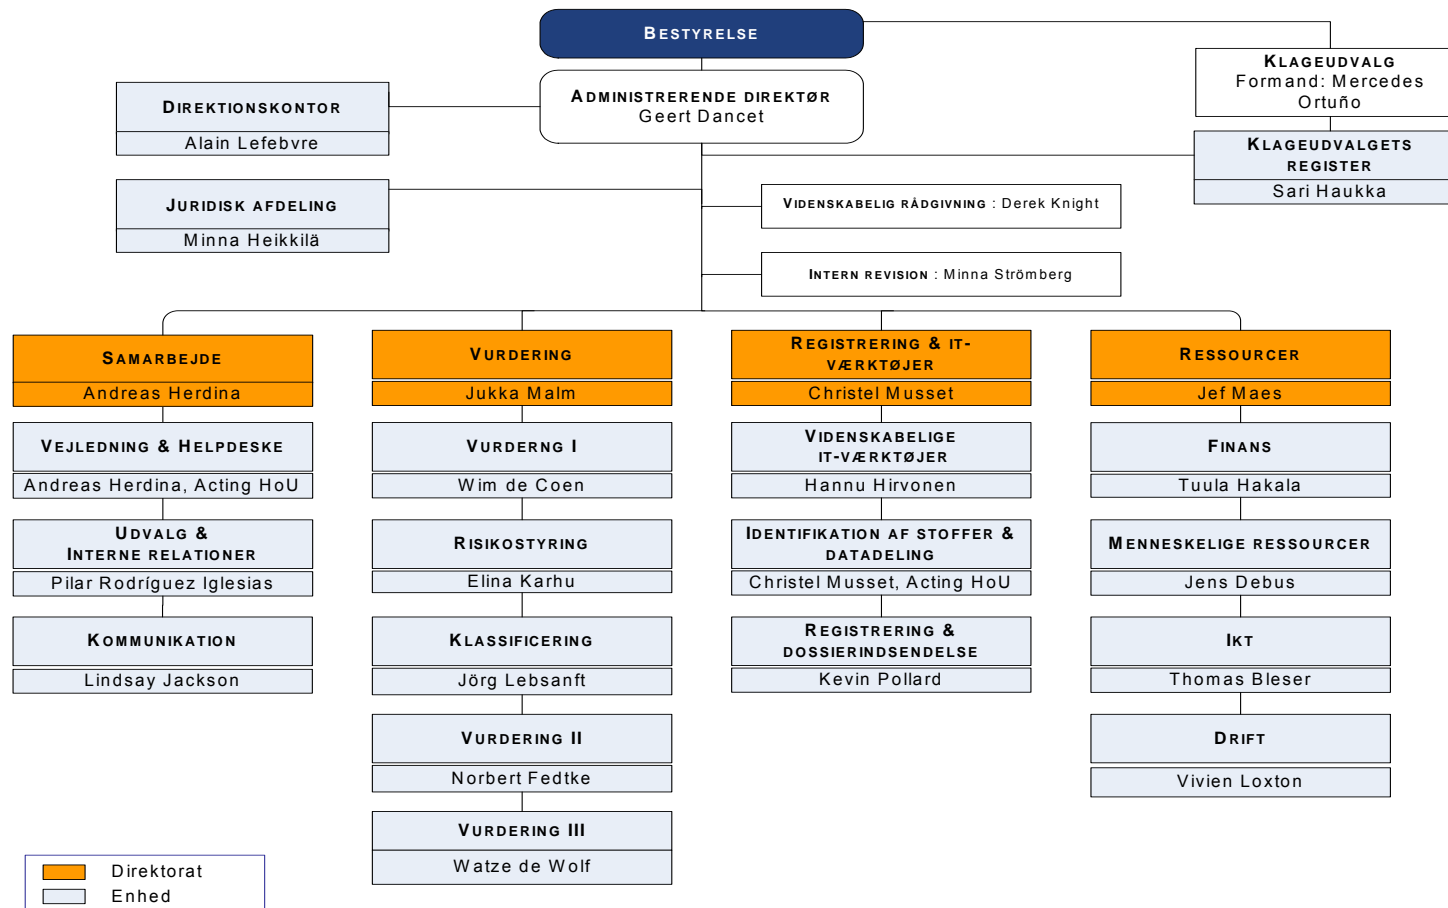 BESTYRELSE
KLAGEUDVALG
Formand: Mercedes
Ortuño
ADMINISTRERENDE DIREKTØR
Geert Dancet
DIREKTIONSKONTOR
Alain Lefebvre
KLAGEUDVALGETS
REGISTER
Sari Haukka
JURIDISK AFDELING
Minna Heikkilä
VIDENSKABELIG RÅDGIVNING : Derek Knight
INTERN REVISION : Minna Strömberg
SAMARBEJDE
Andreas Herdina
VEJLEDNING & HELPDESKE
Andreas Herdina, Acting HoU
UDVALG &
INTERNE RELATIONER
Pilar Rodríguez Iglesias
KOMMUNIKATION
Lindsay Jackson
VURDERING
Jukka Malm
VURDERNG I
Wim de Coen
RISIKOSTYRING
Elina Karhu
KLASSIFICERING
Jörg Lebsanft
VURDERING II
Norbert Fedtke
VURDERING III
Watze de Wolf
REGISTRERING & IT-
VÆRKTØJER
Christel Musset
VIDENSKABELIGE
IT-VÆRKTØJER
Hannu Hirvonen
IDENTIFIKATION AF STOFFER &
DATADELING
Christel Musset, Acting HoU
REGISTRERING &
DOSSIERINDSENDELSE
Kevin Pollard
RESSOURCER
Jef Maes
FINANS
Tuula Hakala
MENNESKELIGE RESSOURCER
Jens Debus
IKT
Thomas Bleser
DRIFT
Vivien Loxton
Direktorat
Enhed